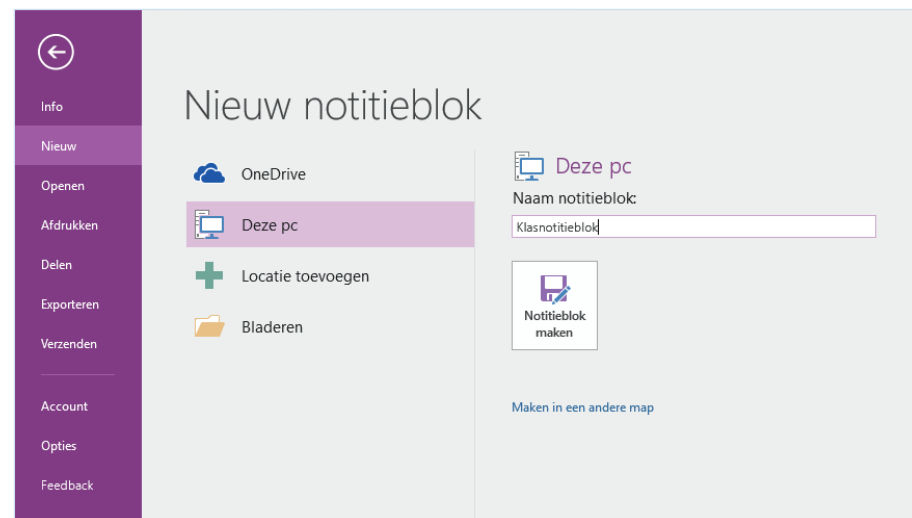 Info
Nieuw
Openen
Afdrukken
Delen
Exporteren
Verzenden
Account
Opties
Feedback
Nieuw notitieblok
OneDrive
Deze pc
Locatie toevoegen
Bladeren
Deze pc
Naam notitieblok:
Klasnotitieblok
Notitieblok
maken
Maken in een andere map